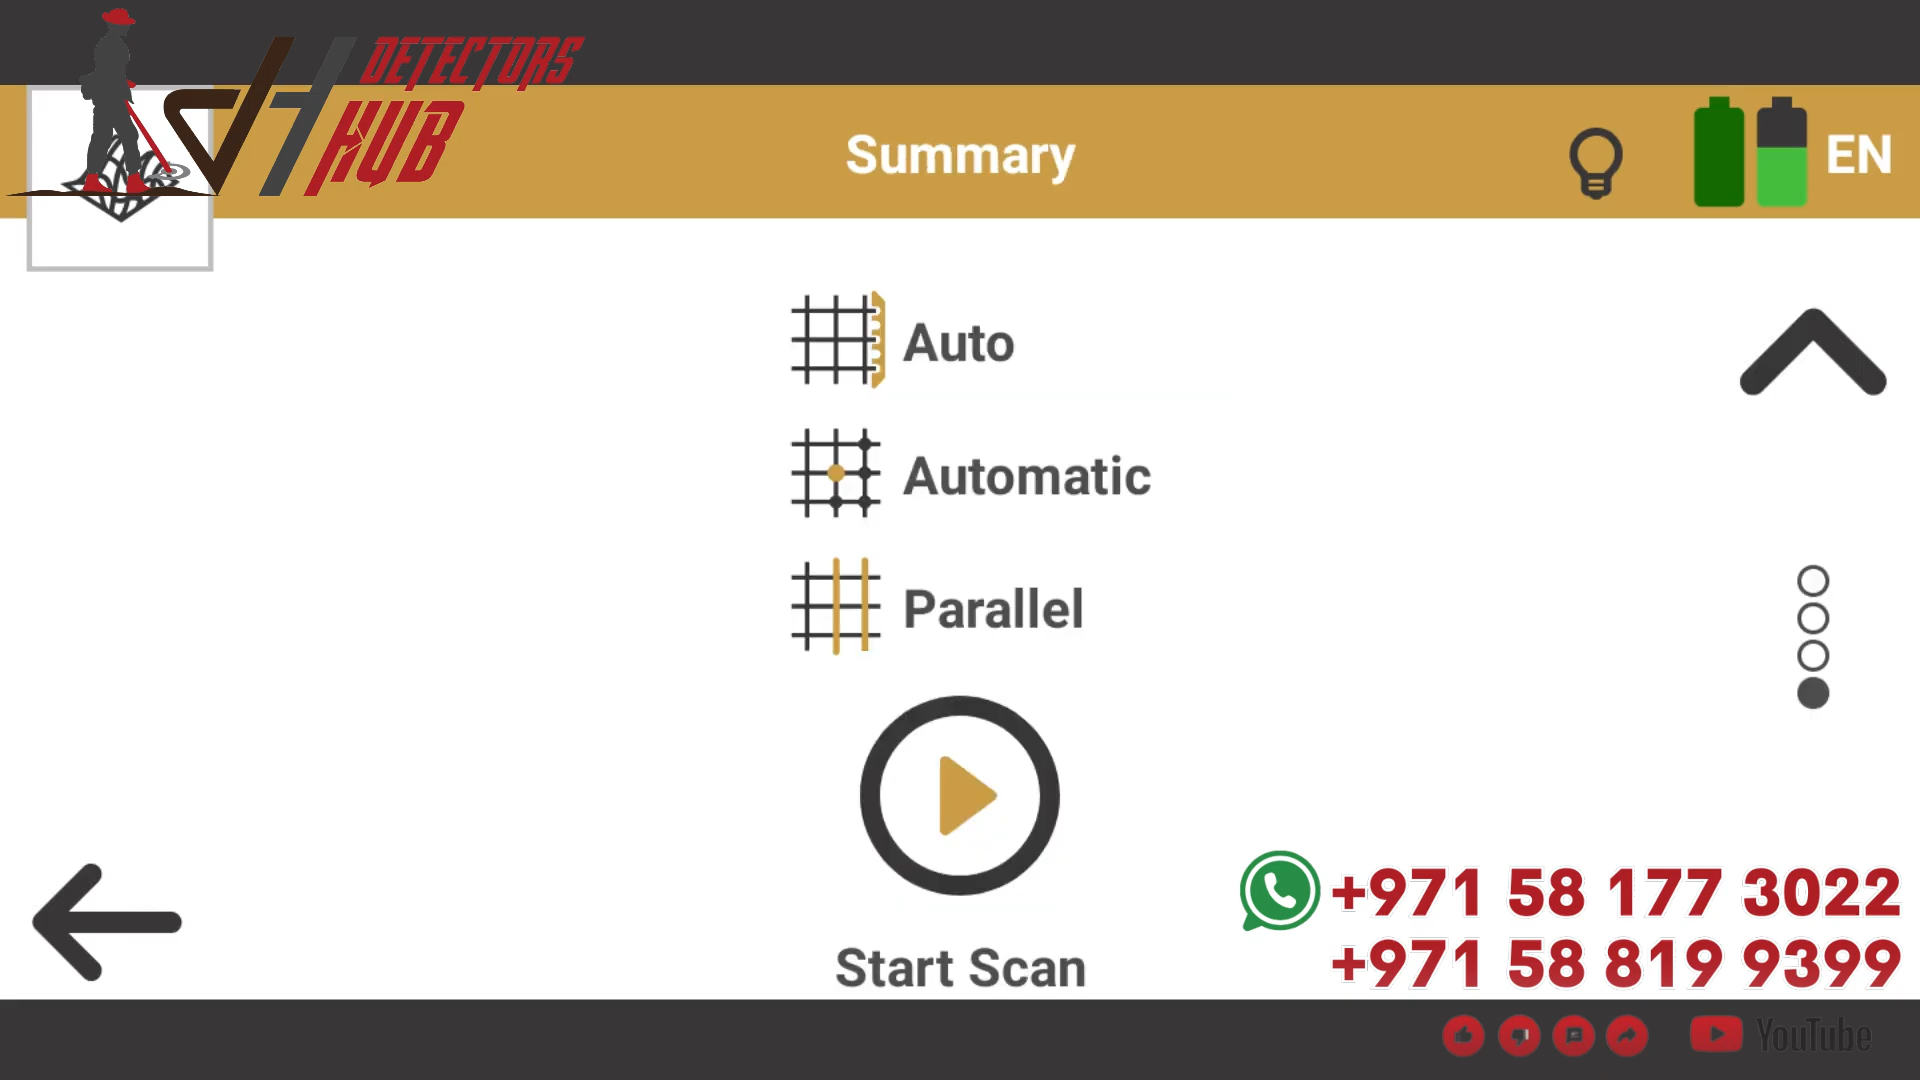 DETECTORS
HUB
Summary
EN
Auto
Automatic
Parallel
Start Scan
+971 58 177 3022
+971 58 819 9399
YouTube